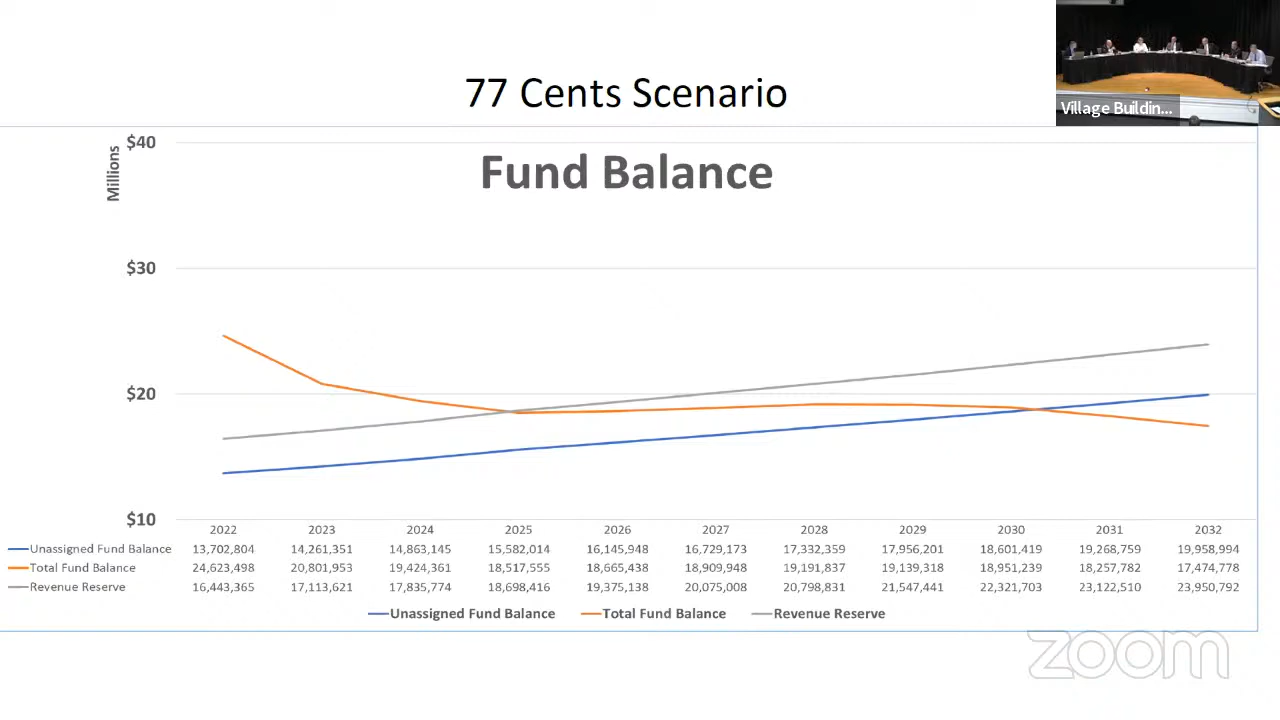 77 Cents Scenario
Village Buildin...
Fund Balance
Millions
$40
$30
$20
$10
2022 2023 2024 2025 2026 2027 2028 2029 2030 2031 2032
Unassigned Fund Balance 13,702,804 14,261,351 14,863,145 15,582,014 16,145,948 16,729,173 17,332,359 17,956,201 18,601,419 19,268,759 19,958,994
Total Fund Balance 24,623,498 20,801,953 19,424,361 18,517,555 18,665,438 18,909,948 19,191,837 19,139,318 18,951,239 18,257,782 17,474,778
Revenue Reserve 16,443,365 17,113,621 17,835,774 18,698,416 19,375,138 20,075,008 20,798,831 21,547,441 22,321,703 23,122,510 23,950,792
Unassigned Fund Balance Total Fund Balance Revenue Reserve
zoom